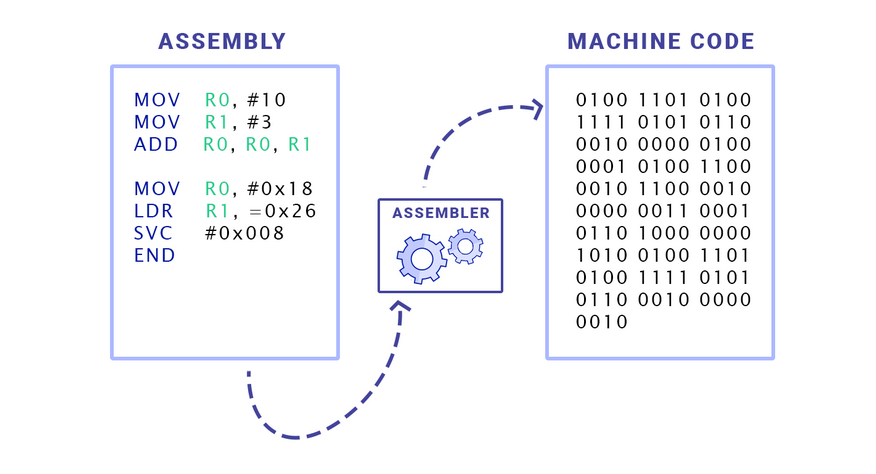 ASSEMBLY
MOV R0, #10
MOV R1, #3
ADD R0, R0, R1
MOV R0, #0x18
LDR R1, =0x26
SVC #0x008
END
ASSEMBLER
MACHINE CODE
0100 1101 0100
1111 0101 0110
0010 0000 0100
0001 0100 1100
0010 1100 0010
0000 0011 0001
0110 1000 0000
1010 0100 1101
0100 1111 0101
0110 0010 0000
0010